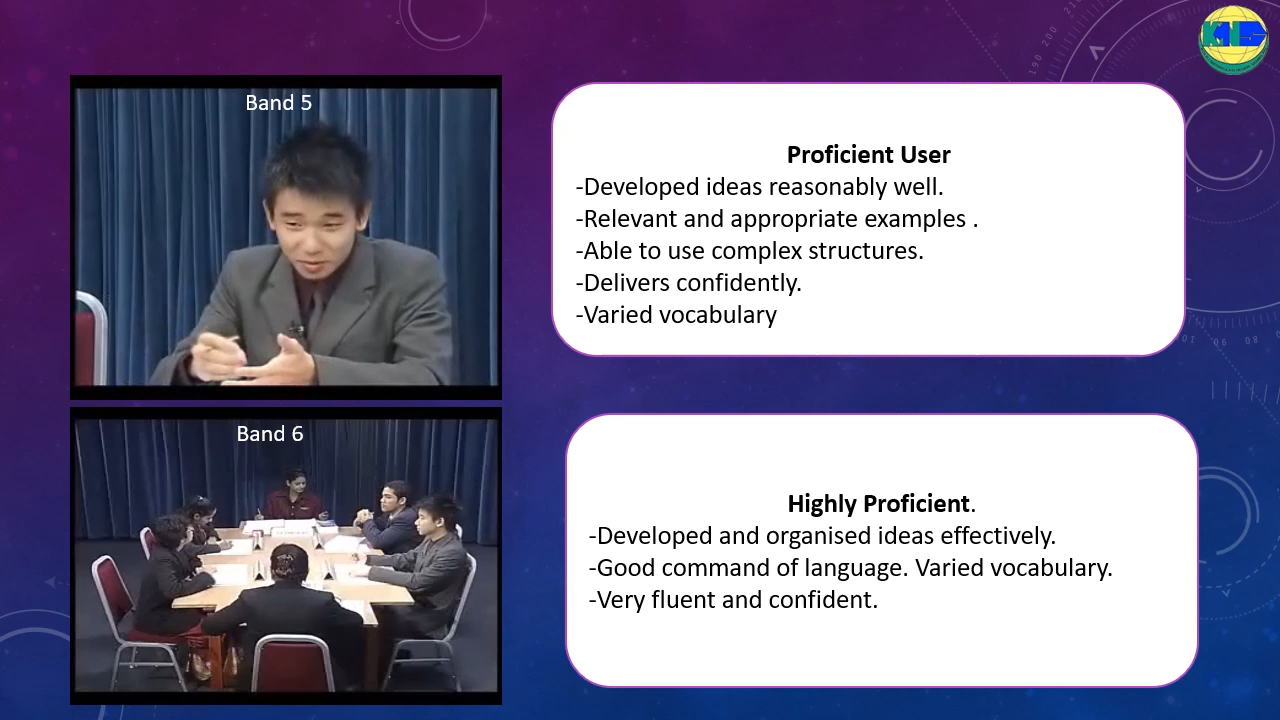 Band 5
Proficient User
-Developed ideas reasonably well.
-Relevant and appropriate examples .
-Able to use complex structures.
-Delivers confidently.
-Varied vocabulary
Band 6
Highly Proficient.
-Developed and organised ideas effectively.
-Good command of language. Varied vocabulary.
-Very fluent and confident.